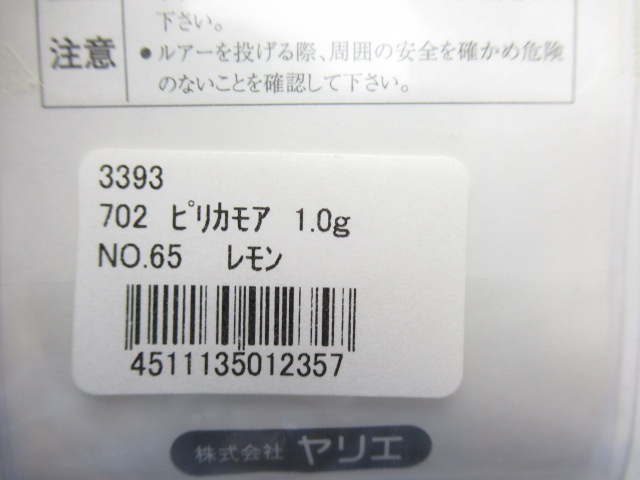 下さい。
注意
●ルアーを投げる際、周囲の安全を確かめ危険
のないことを確認して下さい。
3393
702 ﾋﾟﾘｶﾓｱ 1.0g
NO.65 ﾚﾓﾝ
4511135012357
株式会社 ヤリエ